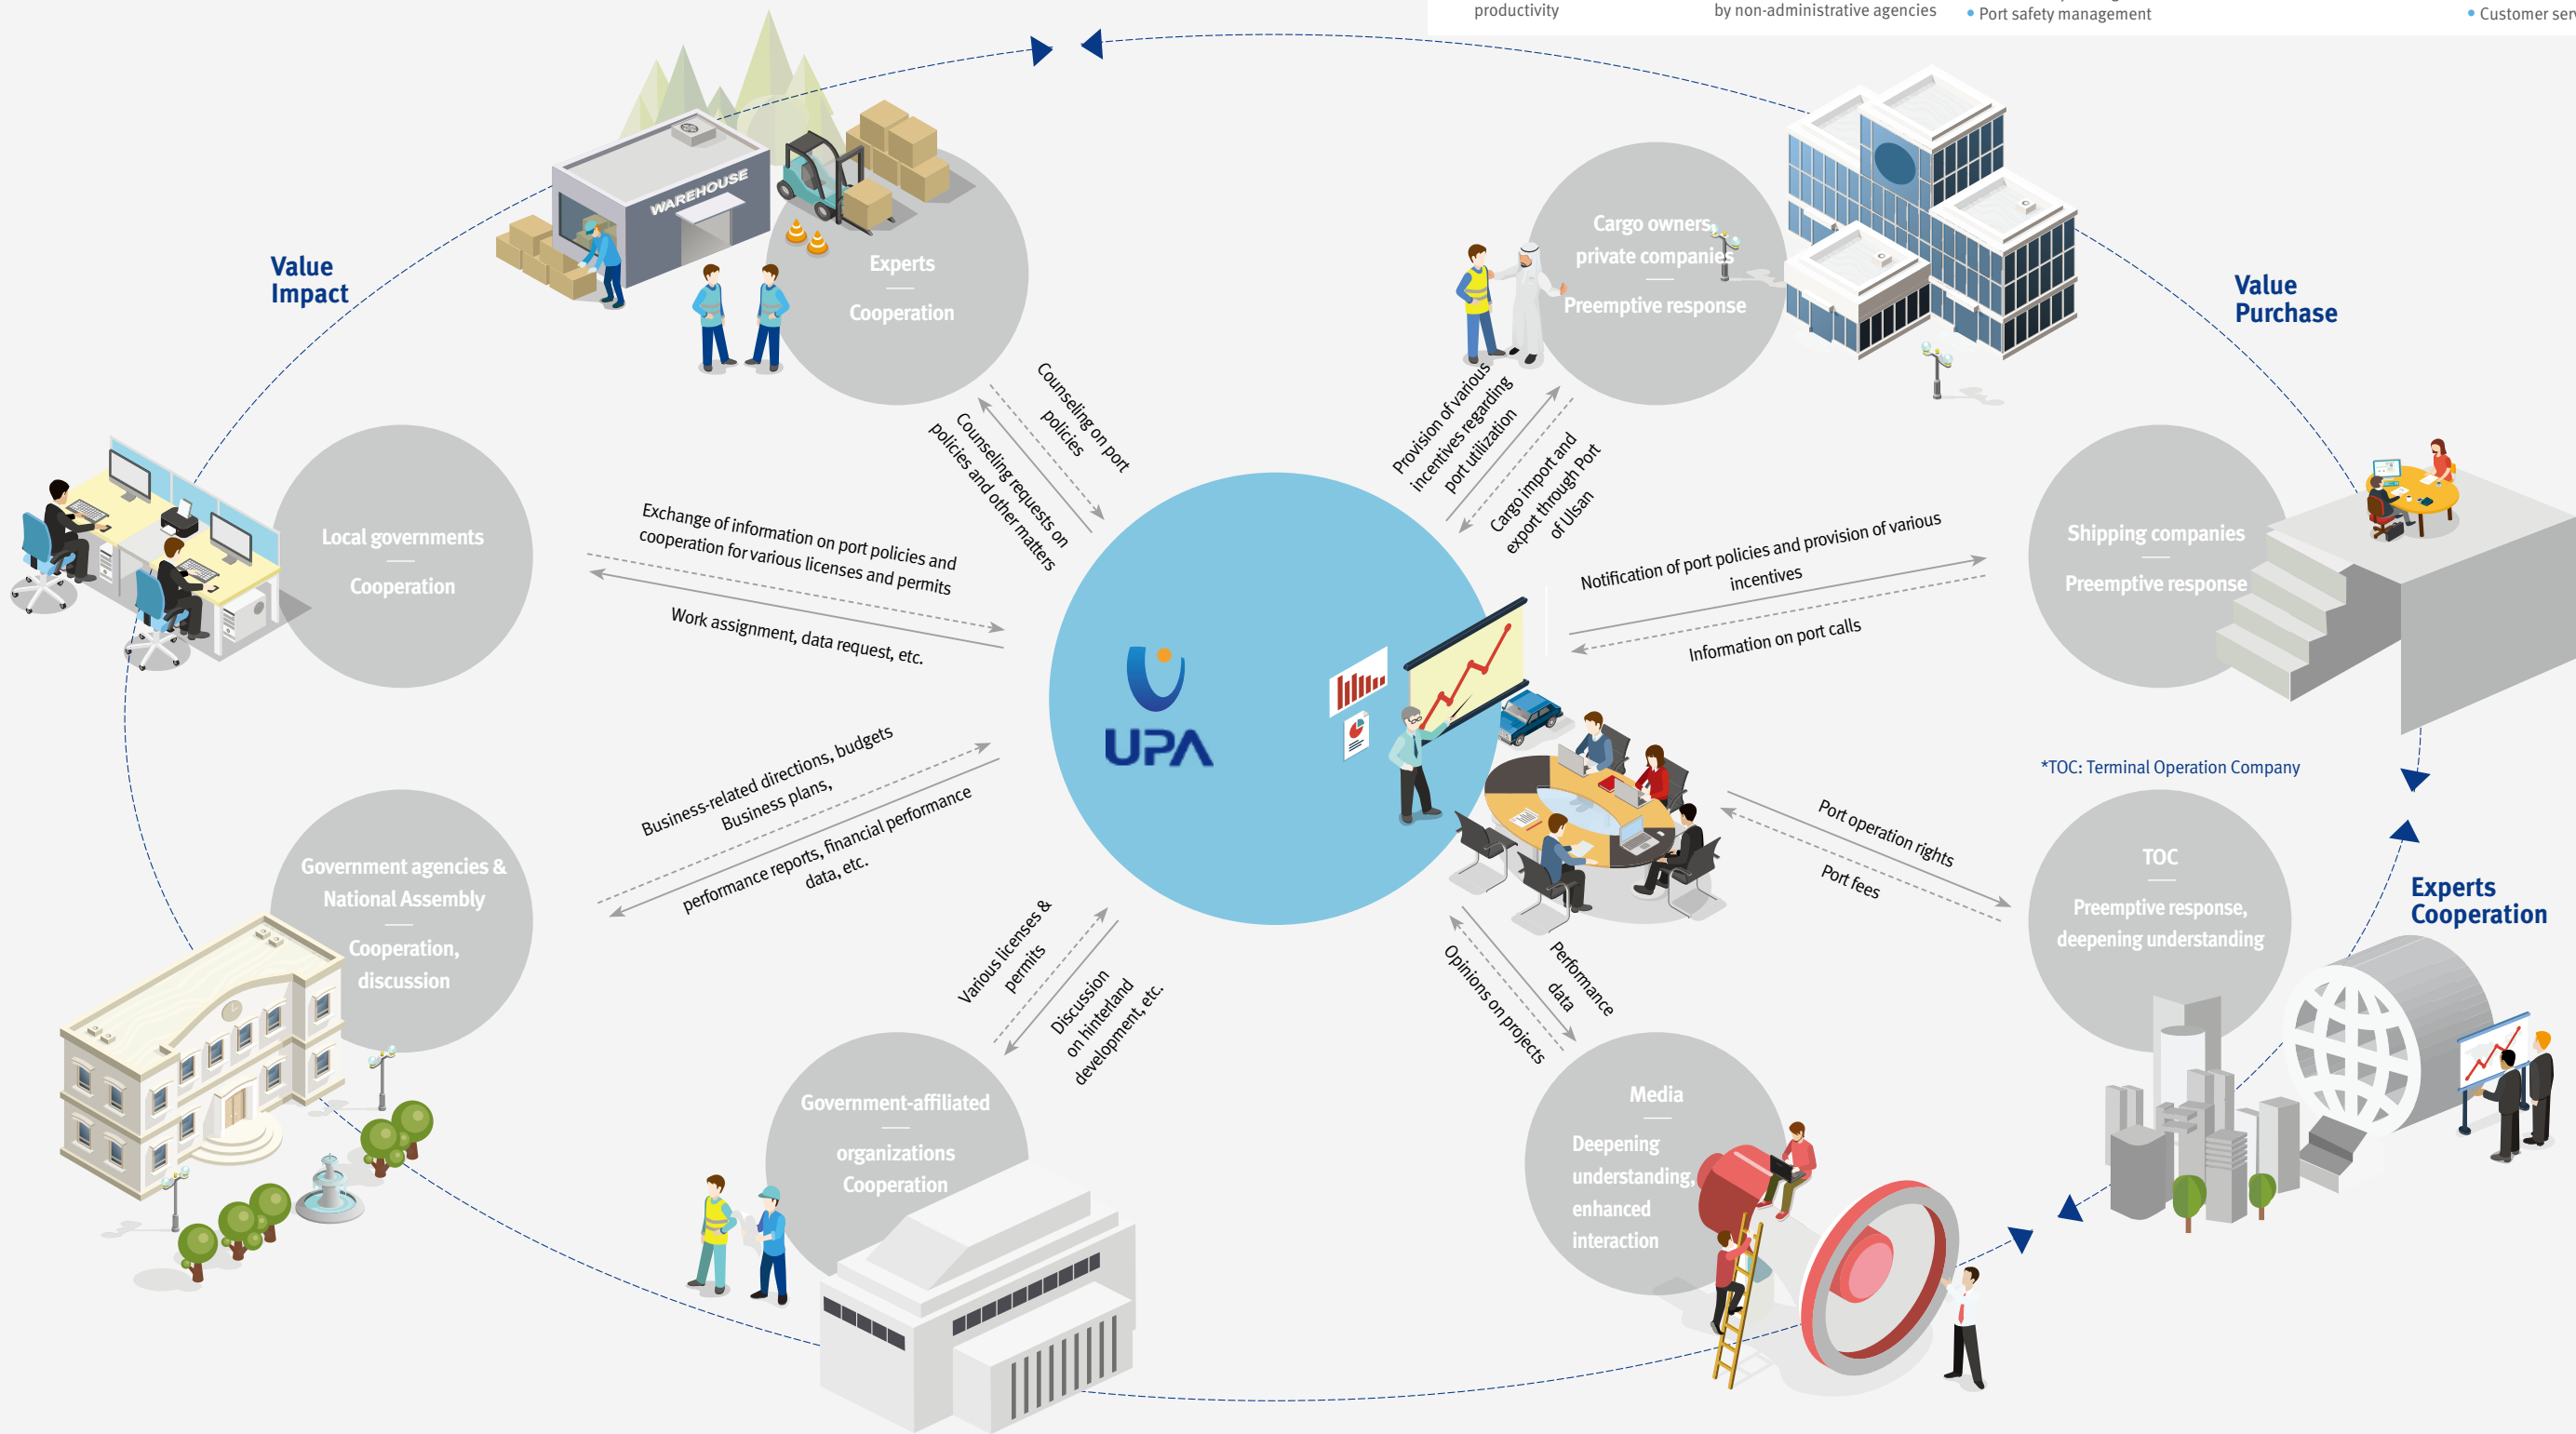 productivity
by non-administrative agencies
• Port safety management
Value
Impact
WAREHOUSE
Experts
Cooperation
Cargo owners,
private companies
Preemptive response
Value
Purchase
Counseling on port
policies
Counseling requests on
policies and other matters
Provision of various
incentives regarding
port utilization
Cargo import and
export through Port
of Ulsan
Local governments
Cooperation
Exchange of information on port policies and
cooperation for various licenses and permits
Work assignment, data request, etc.
Notification of port policies and provision of various
incentives
Information on port calls
Shipping companies
Preemptive response
UPA
*TOC: Terminal Operation Company
Business-related directions, budgets
Business plans,
performance reports, financial performance
data, etc.
Port operation rights
Port fees
TOC
Preemptive response,
deepening understanding
Experts
Cooperation
Government agencies &
National Assembly
Cooperation,
discussion
Various licenses &
permits
Discussion
on hinterland
development, etc.
Performance
data
Opinions on projects
Government-affiliated
organizations
Cooperation
Media
Deepening
understanding,
enhanced
interaction